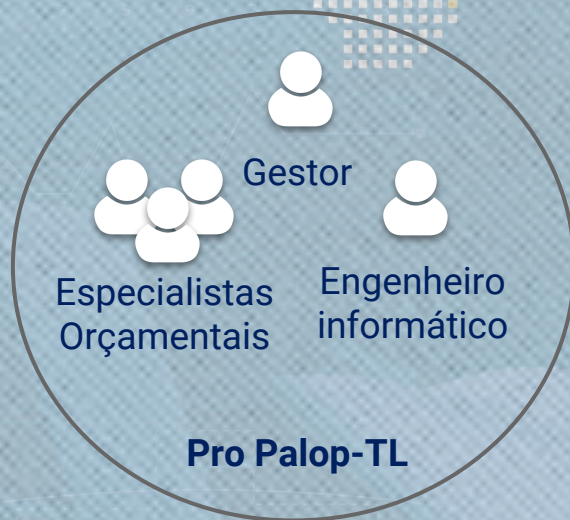 Gestor
Especialistas
Orçamentais
Engenheiro
informático
Pro Palop-TL